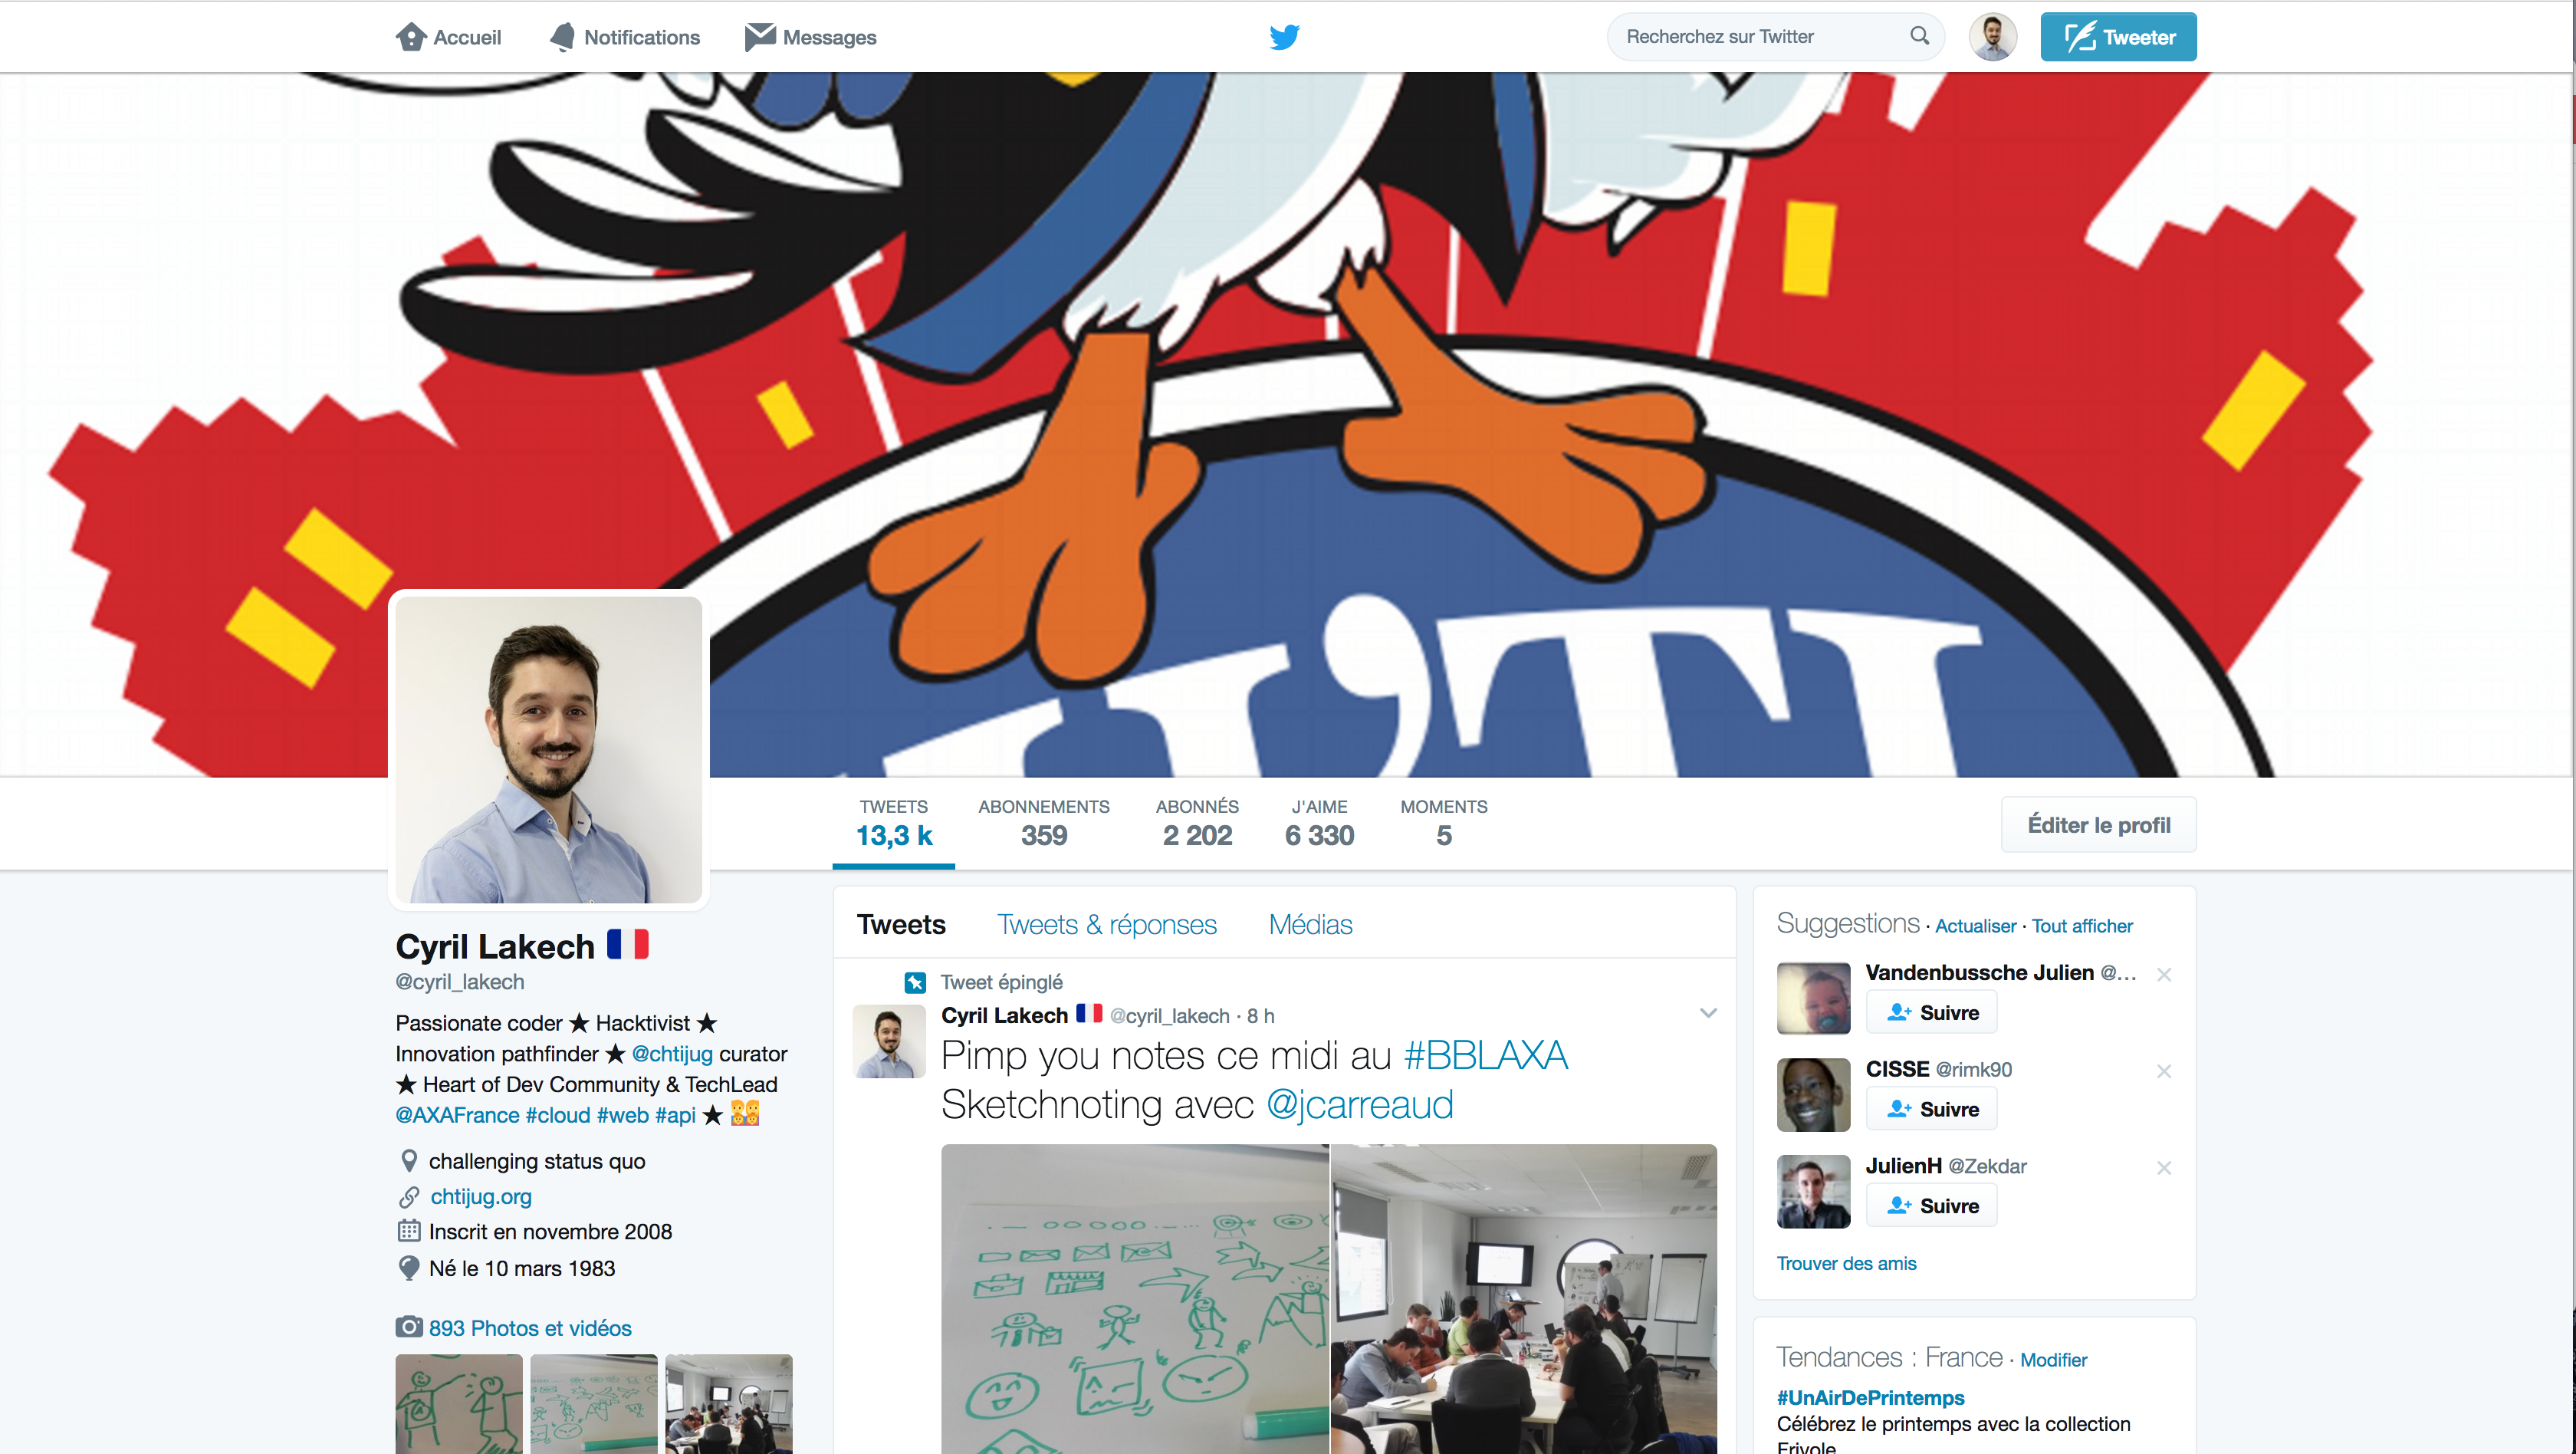 Accueil
Notifications
Messages
Recherchez sur Twitter
Tweeter
'TI
TWEETS
13,3 k
ABONNEMENTS
359
ABONNÉS
2 202
J'AIME
6 330
MOMENTS
5
Éditer le profil
Cyril Lakech 🇫🇷
@cyril_lakech
Passionate coder ★ Hacktivist ★
Innovation pathfinder ★ @chtijug curator
★ Heart of Dev Community & TechLead
@AXAFrance #cloud #web #api ★
challenging status quo
chtijug.org
Inscrit en novembre 2008
Né le 10 mars 1983
893 Photos et vidéos
Tweets
Tweets & réponses
Médias
Tweet épinglé
Cyril Lakech 🇫🇷 @cyril_lakech · 8 h
Pimp you notes ce midi au #BBLAXA
Sketchnoting avec @jcarreaud
Suggestions · Actualiser · Tout afficher
Vandenbussche Julien @...
Suivre
CISSE @rimk90
Suivre
JulienH @Zekdar
Suivre
Trouver des amis
Tendances : France · Modifier
#UnAirDePrintemps
Célébrez le printemps avec la collection
Frivole